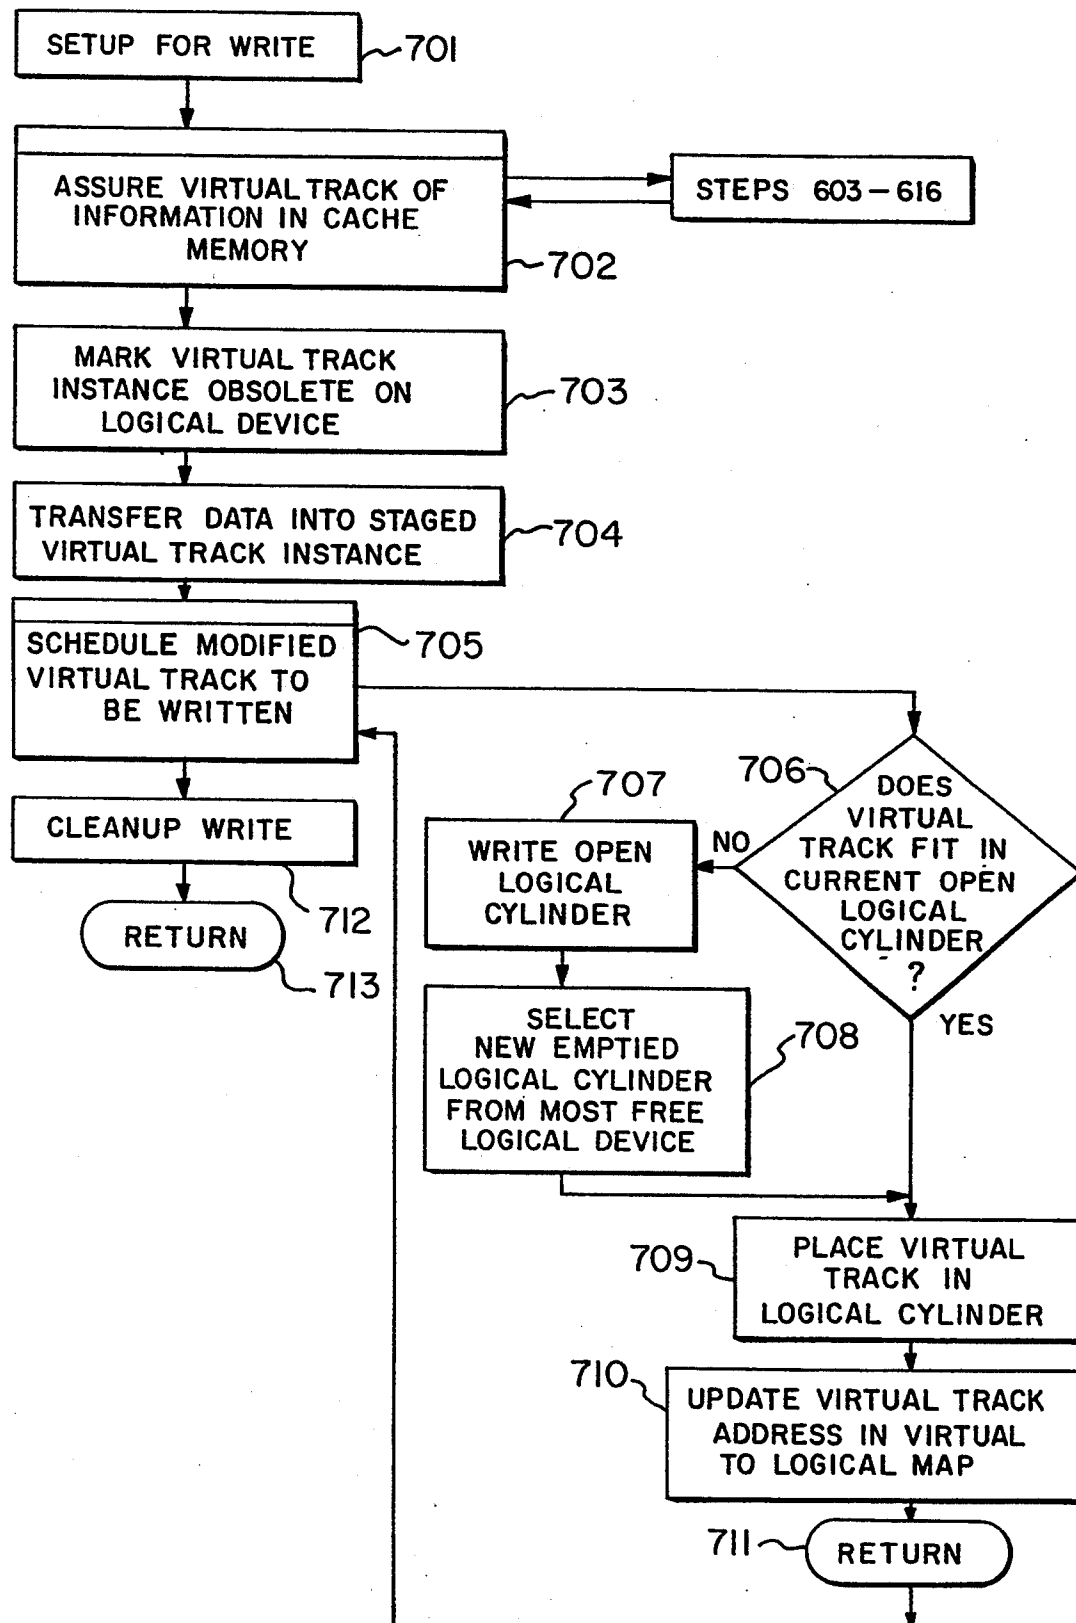 SETUP FOR WRITE
701
ASSURE VIRTUAL TRACK OF
INFORMATION IN CACHE
MEMORY
702
STEPS 603-616
MARK VIRTUAL TRACK
INSTANCE OBSOLETE ON
LOGICAL DEVICE
703
TRANSFER DATA INTO STAGED
VIRTUAL TRACK INSTANCE
704
SCHEDULE MODIFIED
VIRTUAL TRACK TO
BE WRITTEN
705
CLEANUP WRITE
712
RETURN
713
706
DOES
VIRTUAL
TRACK FIT IN
CURRENT OPEN
LOGICAL
CYLINDER
?
NO
YES
707
WRITE OPEN
LOGICAL
CYLINDER
SELECT
NEW EMPTIED
LOGICAL CYLINDER
FROM MOST FREE
LOGICAL DEVICE
708
709
PLACE VIRTUAL
TRACK IN
LOGICAL CYLINDER
710
UPDATE VIRTUAL TRACK
ADDRESS IN VIRTUAL
TO LOGICAL MAP
711
RETURN